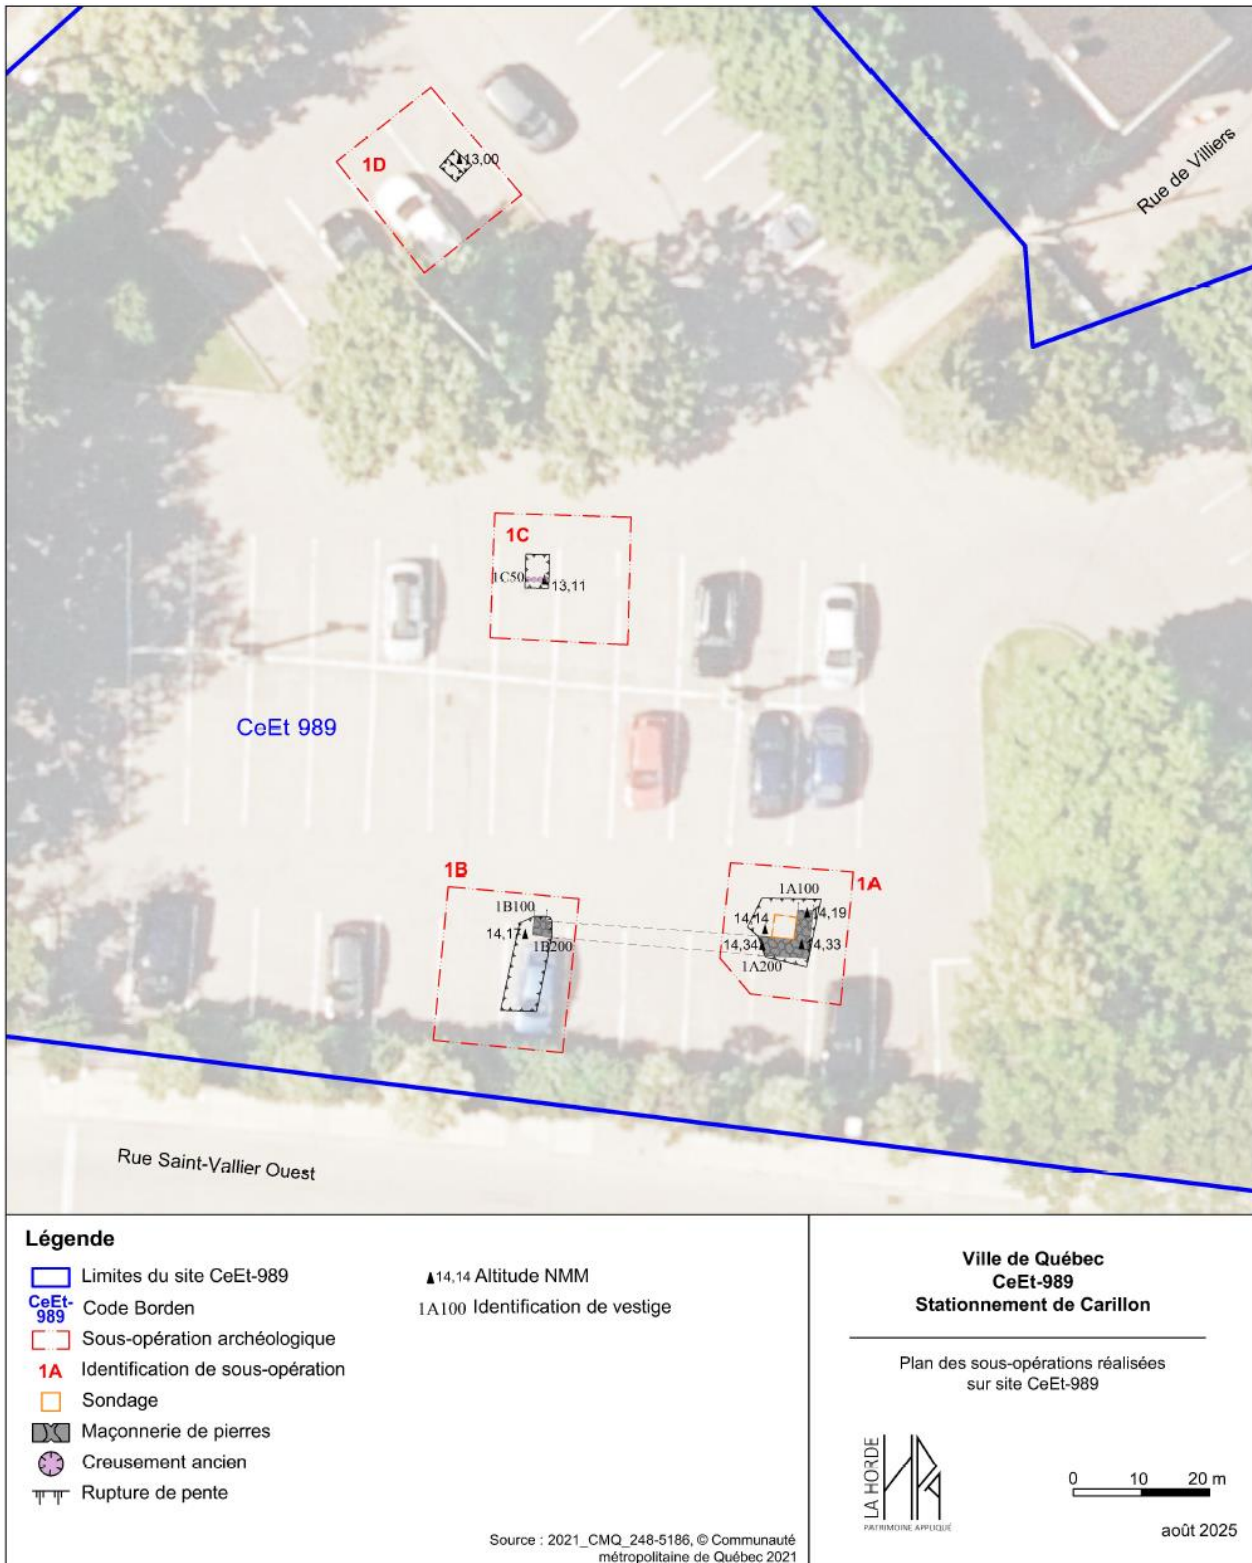 Rue de Villiers
1D
13,00
1C
1C50
13,11
CeEt 989
1B
1A
1A100
1B100
14,14
14,19
14,17
1B200
14,34
14,33
1A200
Rue Saint-Vallier Ouest
Légende
Limites du site CeEt-989
CeEt-
989
Code Borden
Sous-opération archéologique
1A Identification de sous-opération
Sondage
Maçonnerie de pierres
Creusement ancien
Rupture de pente
14,14 Altitude NMM
1A100 Identification de vestige
Source : 2021_CMQ_248-5186, © Communauté
métropolitaine de Québec 2021
Ville de Québec
CeEt-989
Stationnement de Carillon
Plan des sous-opérations réalisées
sur site CeEt-989
LA HORDE
PATRIMOINE APPLIQUÉ
0 10 20 m
août 2025